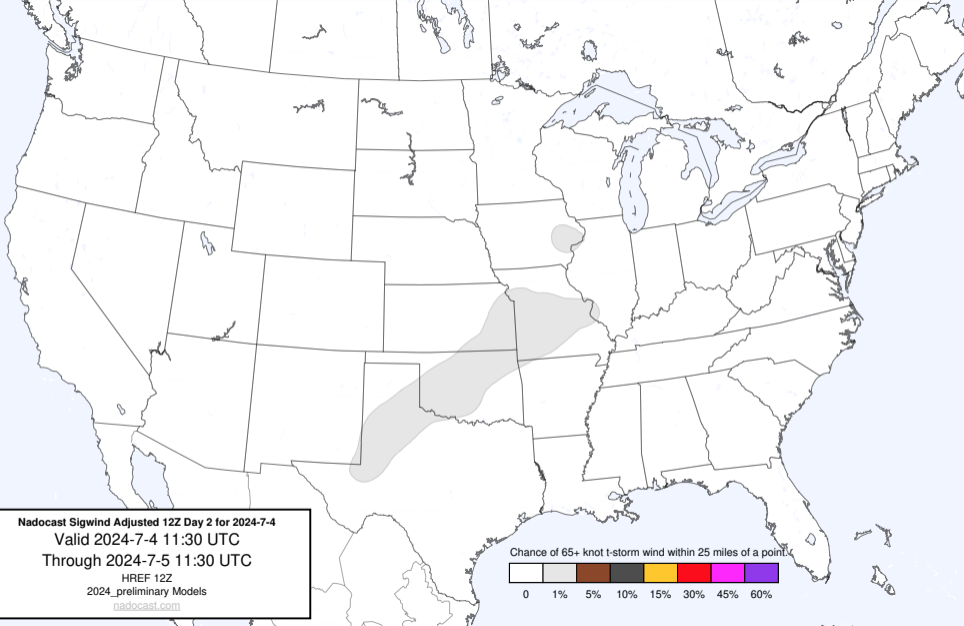 Nadocast Sigwind Adjusted 12Z Day 2 for 2024-7-4
Valid 2024-7-4 11:30 UTC
Through 2024-7-5 11:30 UTC
HREF 12Z
2024_preliminary Models
nadocast.com
Chance of 65+ knot t-storm wind within 25 miles of a point.
0 1% 5% 10% 15% 30% 45% 60%